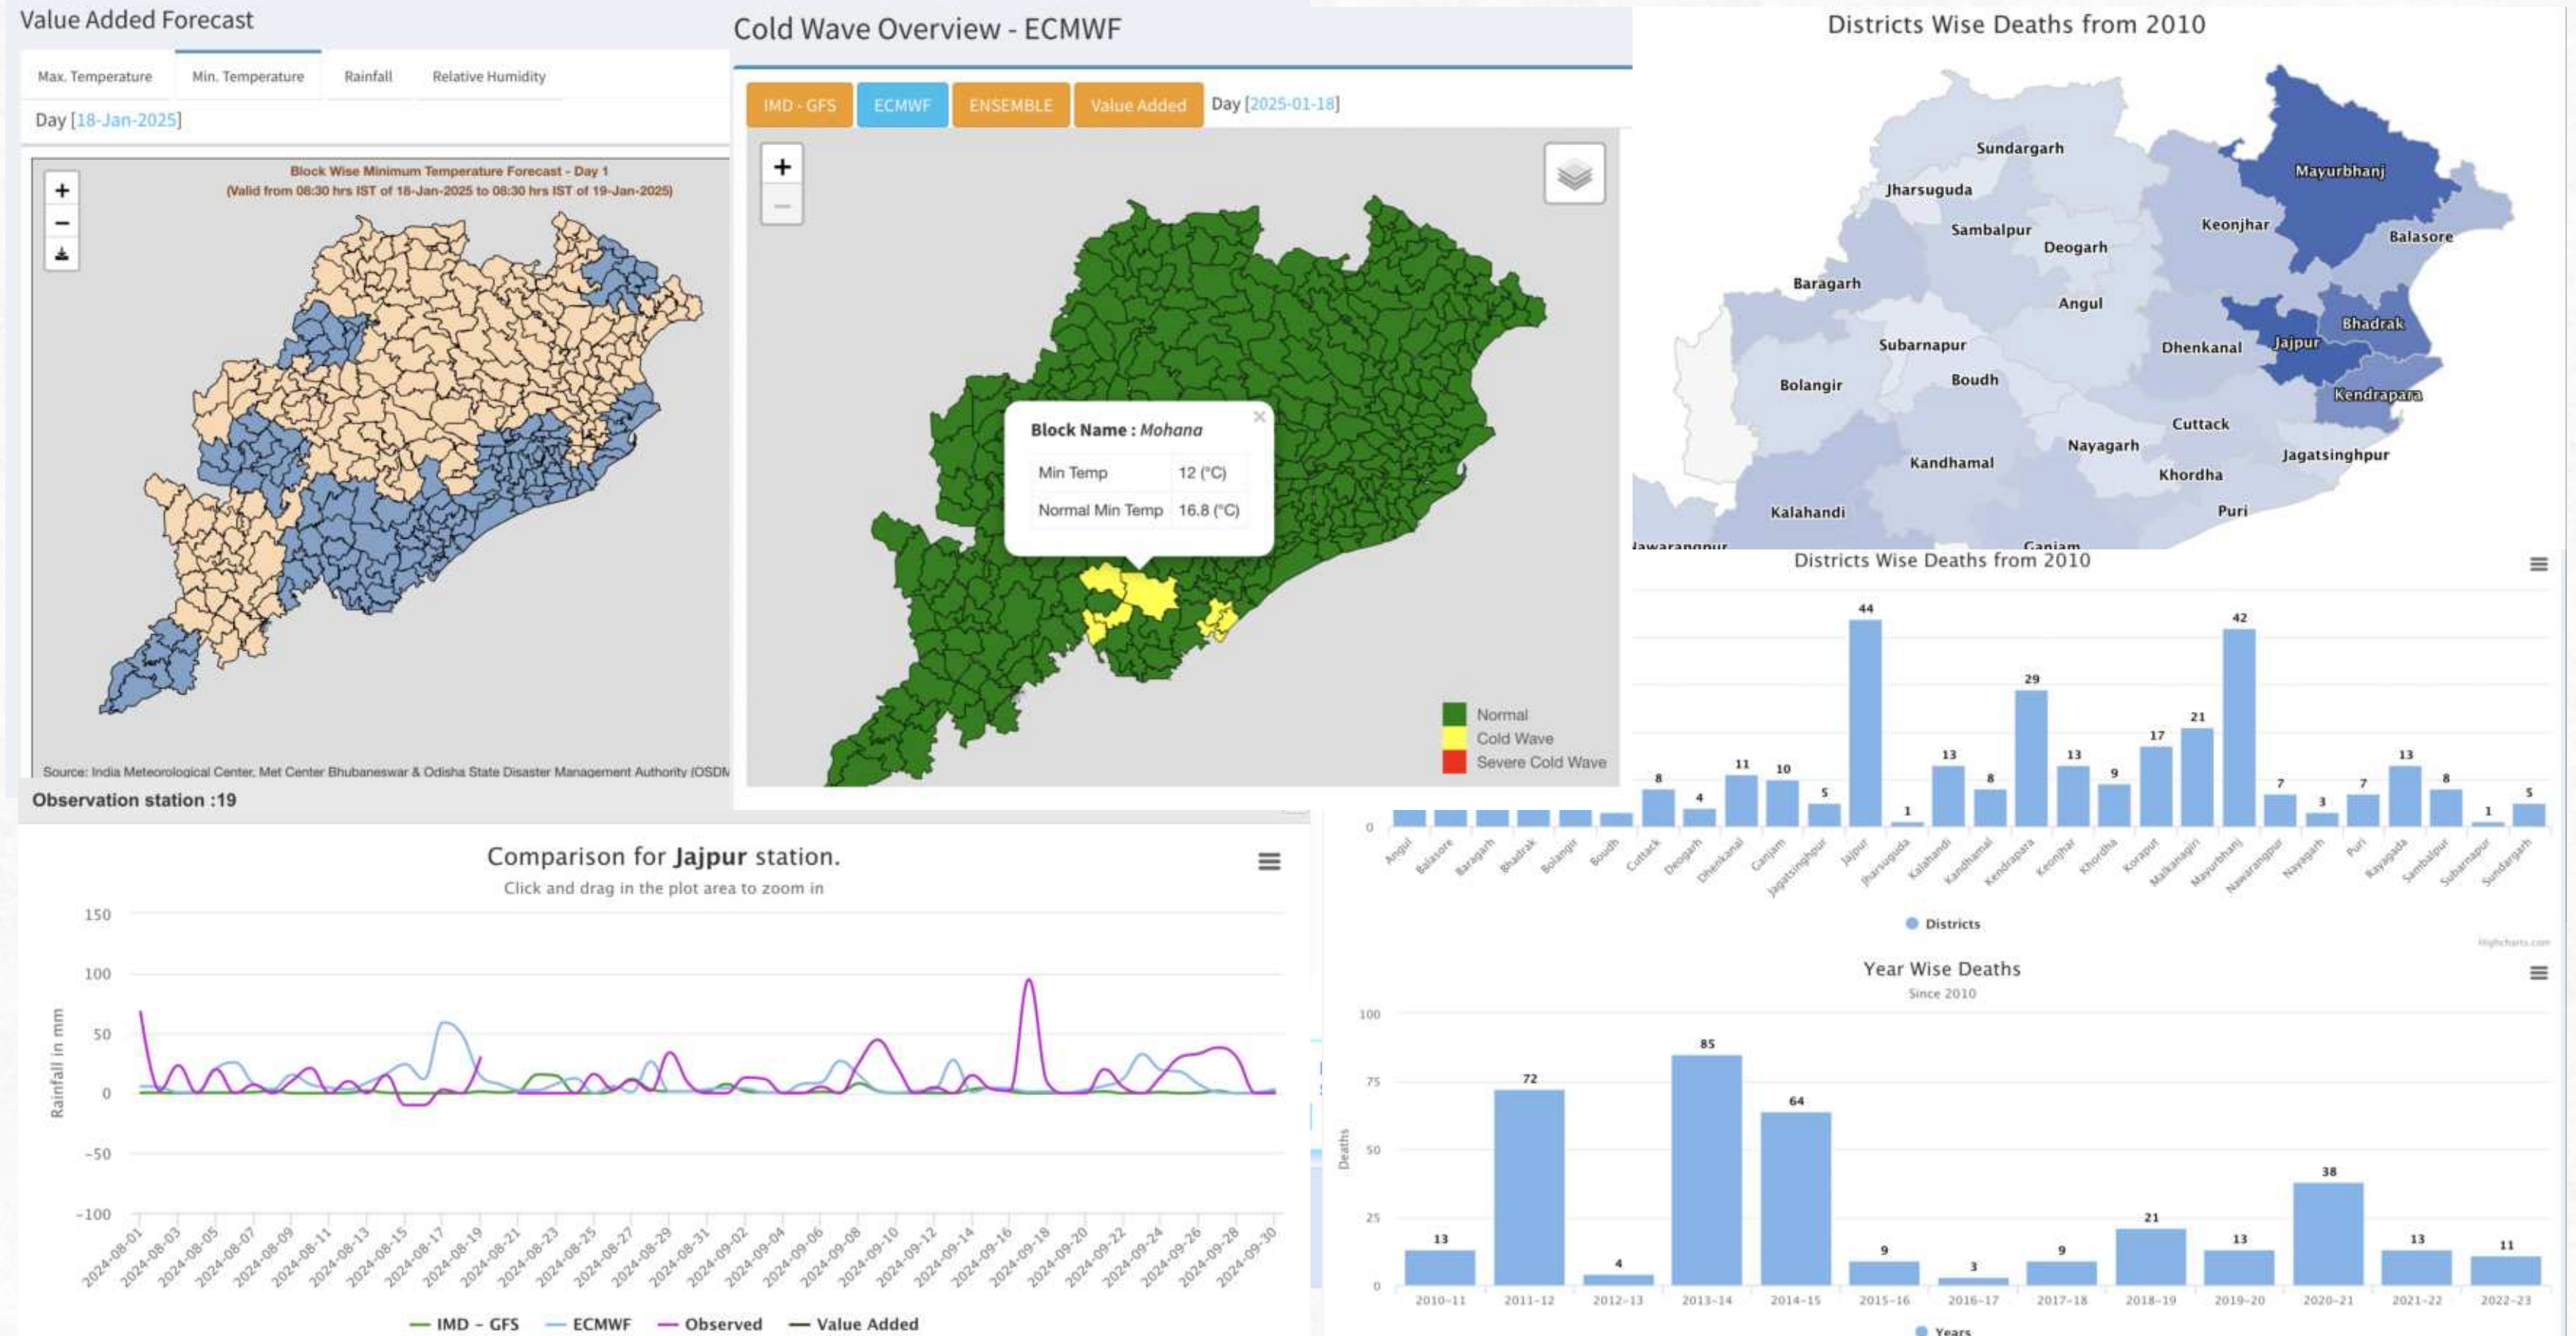 Value Added Forecast
Max. Temperature
Min. Temperature
Rainfall
Relative Humidity
Day [18-Jan-2025]
+
−
Block Wise Minimum Temperature Forecast - Day 1
(Valid from 08:30 hrs IST of 18-Jan-2025 to 08:30 hrs IST of 19-Jan-2025)
Source: India Meteorological Center, Met Center Bhubaneswar & Odisha State Disaster Management Authority (OSDM
Cold Wave Overview - ECMWF
IMD - GFS
ECMWF
ENSEMBLE
Value Added
Day [2025-01-18]
+
−
×
Block Name : Mohana
Min Temp 12 (°C)
Normal Min Temp 16.8 (°C)
Normal
Cold Wave
Severe Cold Wave
Districts Wise Deaths from 2010
Sundargarh
Mayurbhanj
Jharsuguda
Keonjhar
Sambalpur
Balasore
Deogarh
Baragarh
Angul
Bhadrak
Subarnapur
Dhenkanal
Jajpur
Bolangir
Boudh
Kendrapara
Cuttack
Nayagarh
Jagatsinghpur
Kandhamal
Khordha
Kalahandi
Puri
Nawarangpur
Ganjam
Districts Wise Deaths from 2010
8
4
11
10
5
44
1
13
8
29
13
9
17
21
42
7
3
7
13
8
1
5
0
Angul
Balasore
Baragarh
Bhadrak
Bolangir
Boudh
Cuttack
Deogarh
Dhenkanal
Ganjam
Jagatsinghpur
Jajpur
Jharsuguda
Kalahandi
Kandhamal
Kendrapara
Keonjhar
Khordha
Koraput
Malkanagiri
Mayurbhanj
Nawarangpur
Nayagarh
Puri
Rayagada
Sambalpur
Subarnapur
Sundargarh
Districts
Highcharts.com
Observation station :19
Comparison for Jajpur station.
Click and drag in the plot area to zoom in
Rainfall in mm
150
100
50
0
−50
−100
2024-08-01
2024-08-03
2024-08-05
2024-08-07
2024-08-09
2024-08-11
2024-08-13
2024-08-15
2024-08-17
2024-08-19
2024-08-21
2024-08-23
2024-08-25
2024-08-27
2024-08-29
2024-08-31
2024-09-02
2024-09-04
2024-09-06
2024-09-08
2024-09-10
2024-09-12
2024-09-14
2024-09-16
2024-09-18
2024-09-20
2024-09-22
2024-09-24
2024-09-26
2024-09-28
2024-09-30
IMD - GFS
ECMWF
Observed
Value Added
Year Wise Deaths
Since 2010
Deaths
100
75
50
25
0
13
72
4
85
64
9
3
9
21
13
38
13
11
2010-11
2011-12
2012-13
2013-14
2014-15
2015-16
2016-17
2017-18
2018-19
2019-20
2020-21
2021-22
2022-23
Years